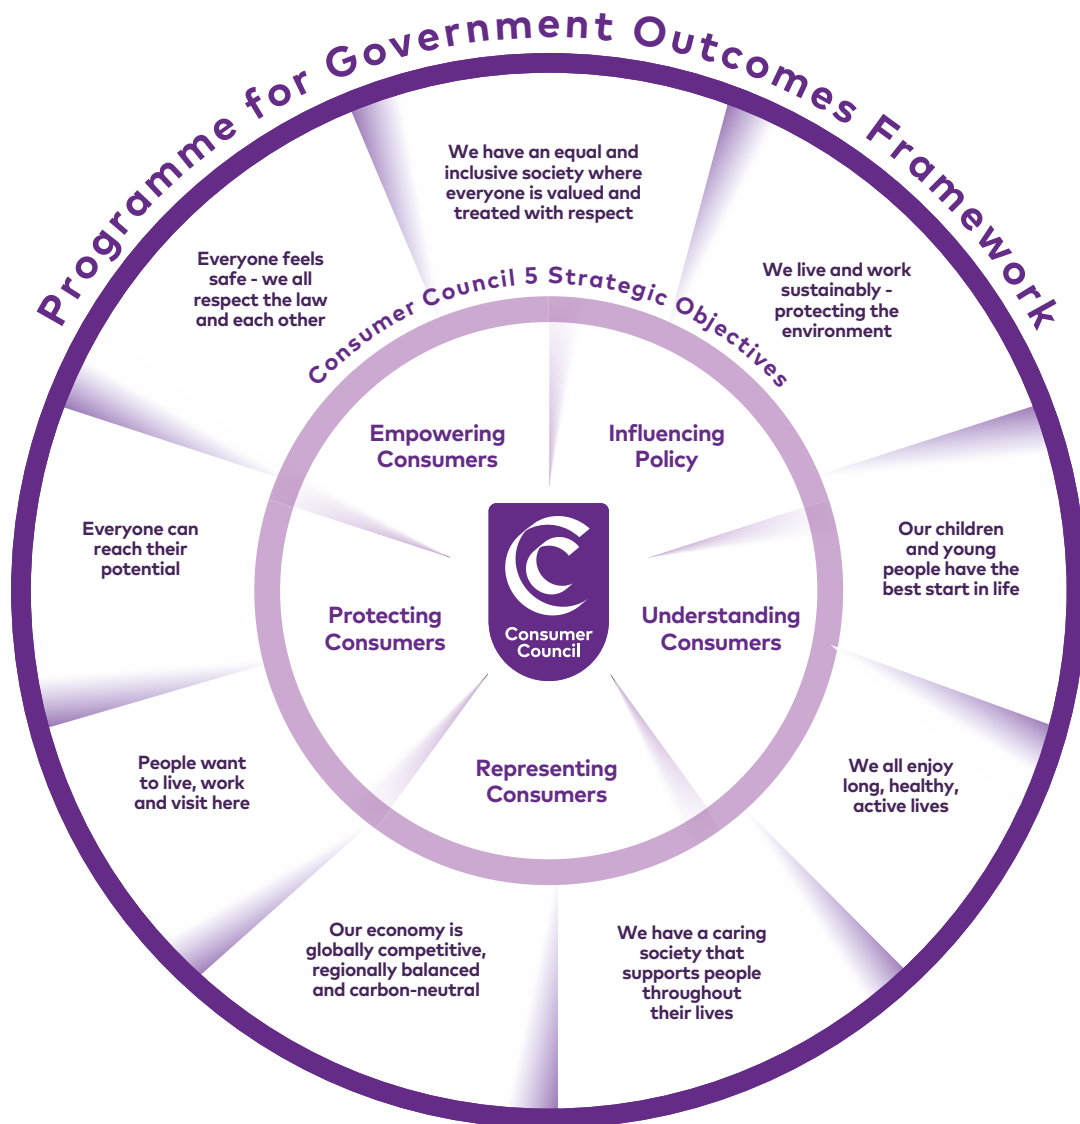 Programme for Government Outcomes Framework
We have an equal and
inclusive society where
everyone is valued and
treated with respect
We live and work
sustainably -
protecting the
environment
Our children
and young
people have the
best start in life
We all enjoy
long, healthy,
active lives
We have a caring
society that
supports people
throughout
their lives
Our economy is
globally competitive,
regionally balanced
and carbon-neutral
People want
to live, work
and visit here
Everyone can
reach their
potential
Everyone feels
safe - we all
respect the law
and each other
Consumer Council 5 Strategic Objectives
Empowering
Consumers
Influencing
Policy
Understanding
Consumers
Representing
Consumers
Protecting
Consumers
Consumer
Council